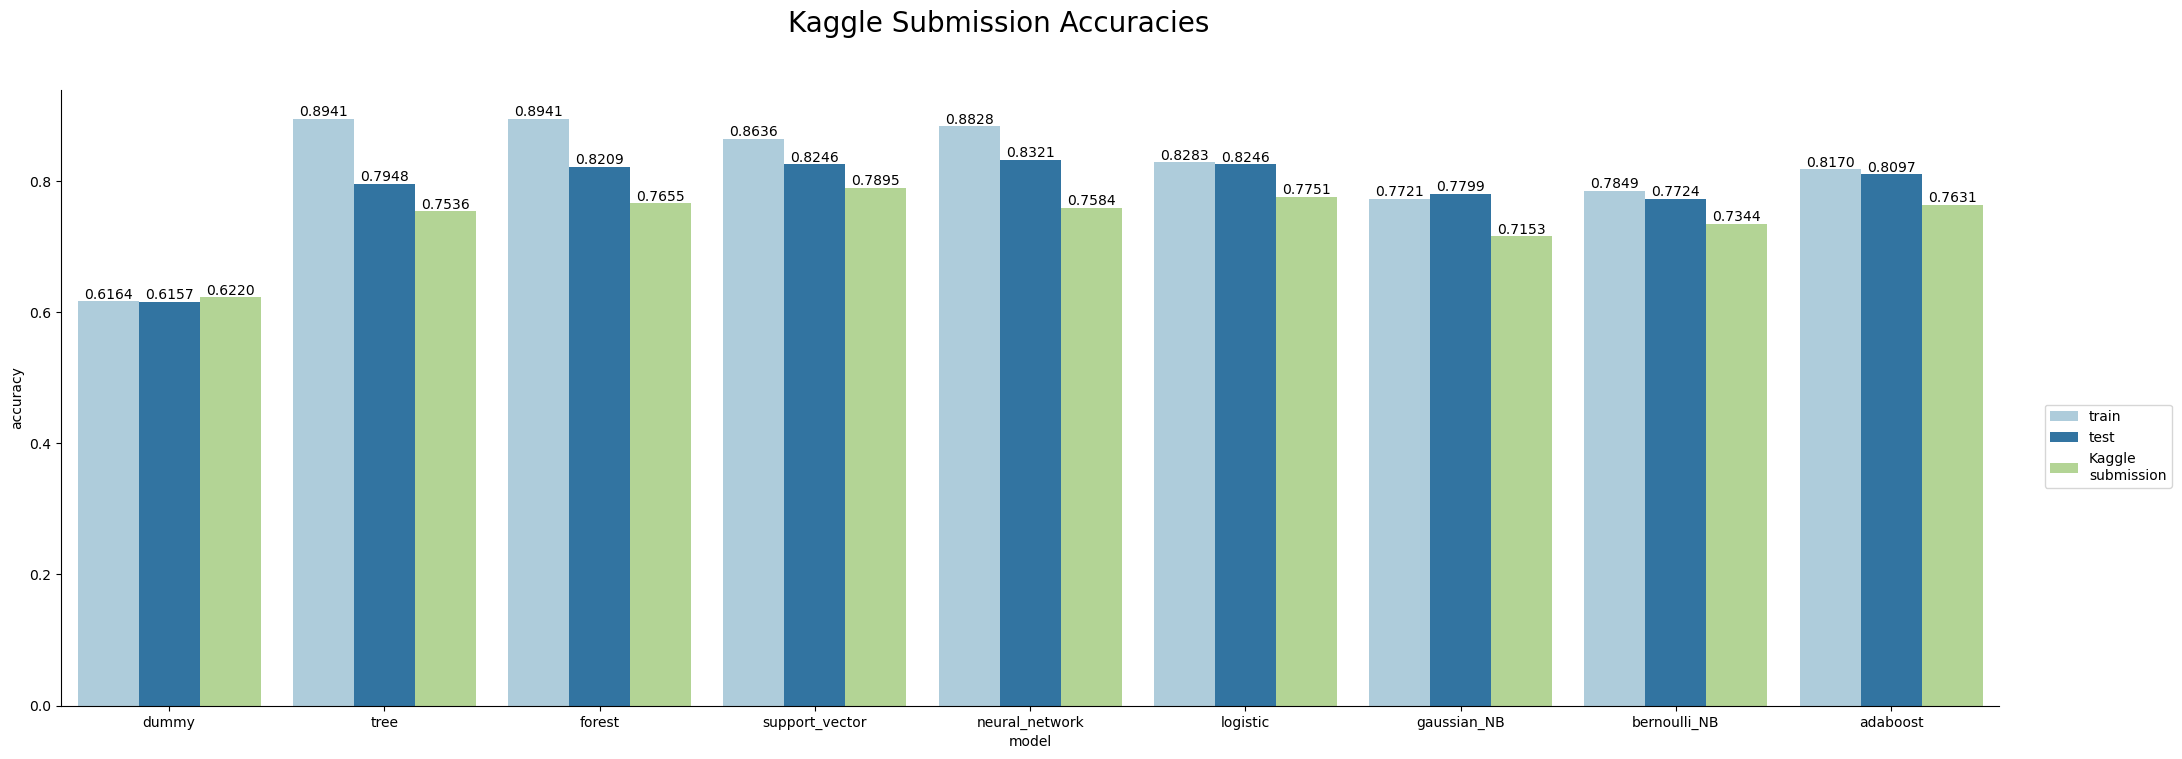 Kaggle Submission Accuracies
0.8941
0.8941
0.8636
0.8828
0.7948
0.8209
0.8246
0.8321
0.8283
0.8246
0.8170
0.8097
0.7536
0.7655
0.7895
0.7584
0.7751
0.7721
0.7799
0.7849
0.7724
0.7631
0.7153
0.7344
0.6164
0.6157
0.6220
0.8
0.6
0.4
0.2
0.0
accuracy
dummy
tree
forest
support_vector
neural_network
logistic
gaussian_NB
bernoulli_NB
adaboost
model
train
test
Kaggle
submission